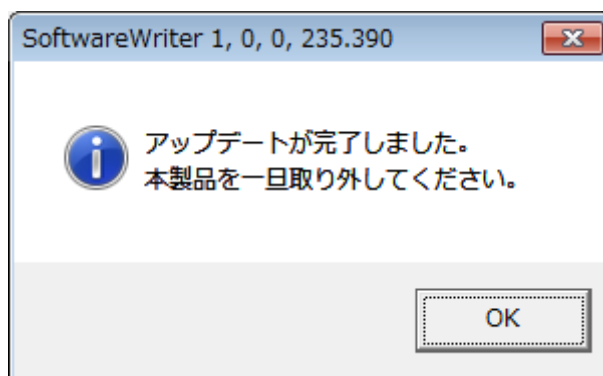 SoftwareWriter 1, 0, 0, 235.390
アップデートが完了しました。
本製品を一旦取り外してください。
OK